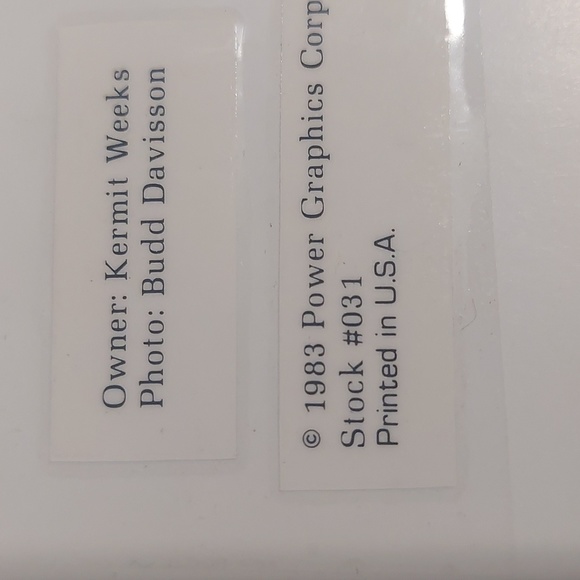 Owner: Kermit Weeks
Photo: Budd Davisson
© 1983 Power Graphics Corp
Stock #031
Printed in U.S.A.